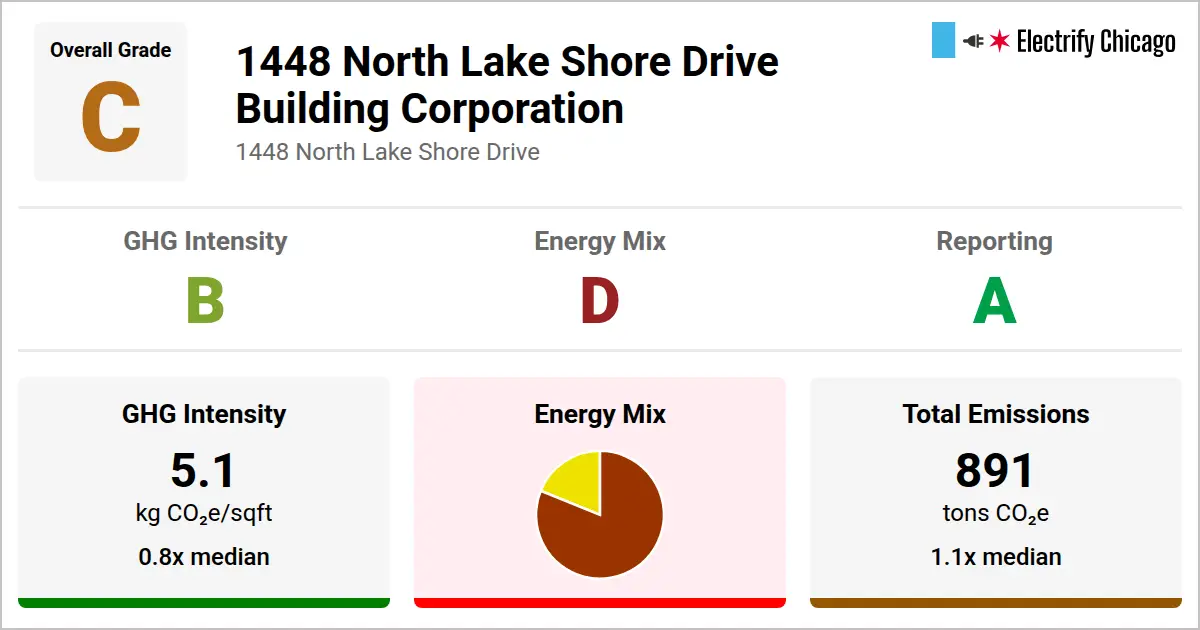 Overall Grade
C
1448 North Lake Shore Drive
Building Corporation
1448 North Lake Shore Drive
Electrify Chicago
GHG Intensity
B
Energy Mix
D
Reporting
A
GHG Intensity
5.1
kg CO₂e/sqft
0.8x median
Energy Mix
Total Emissions
891
tons CO₂e
1.1x median